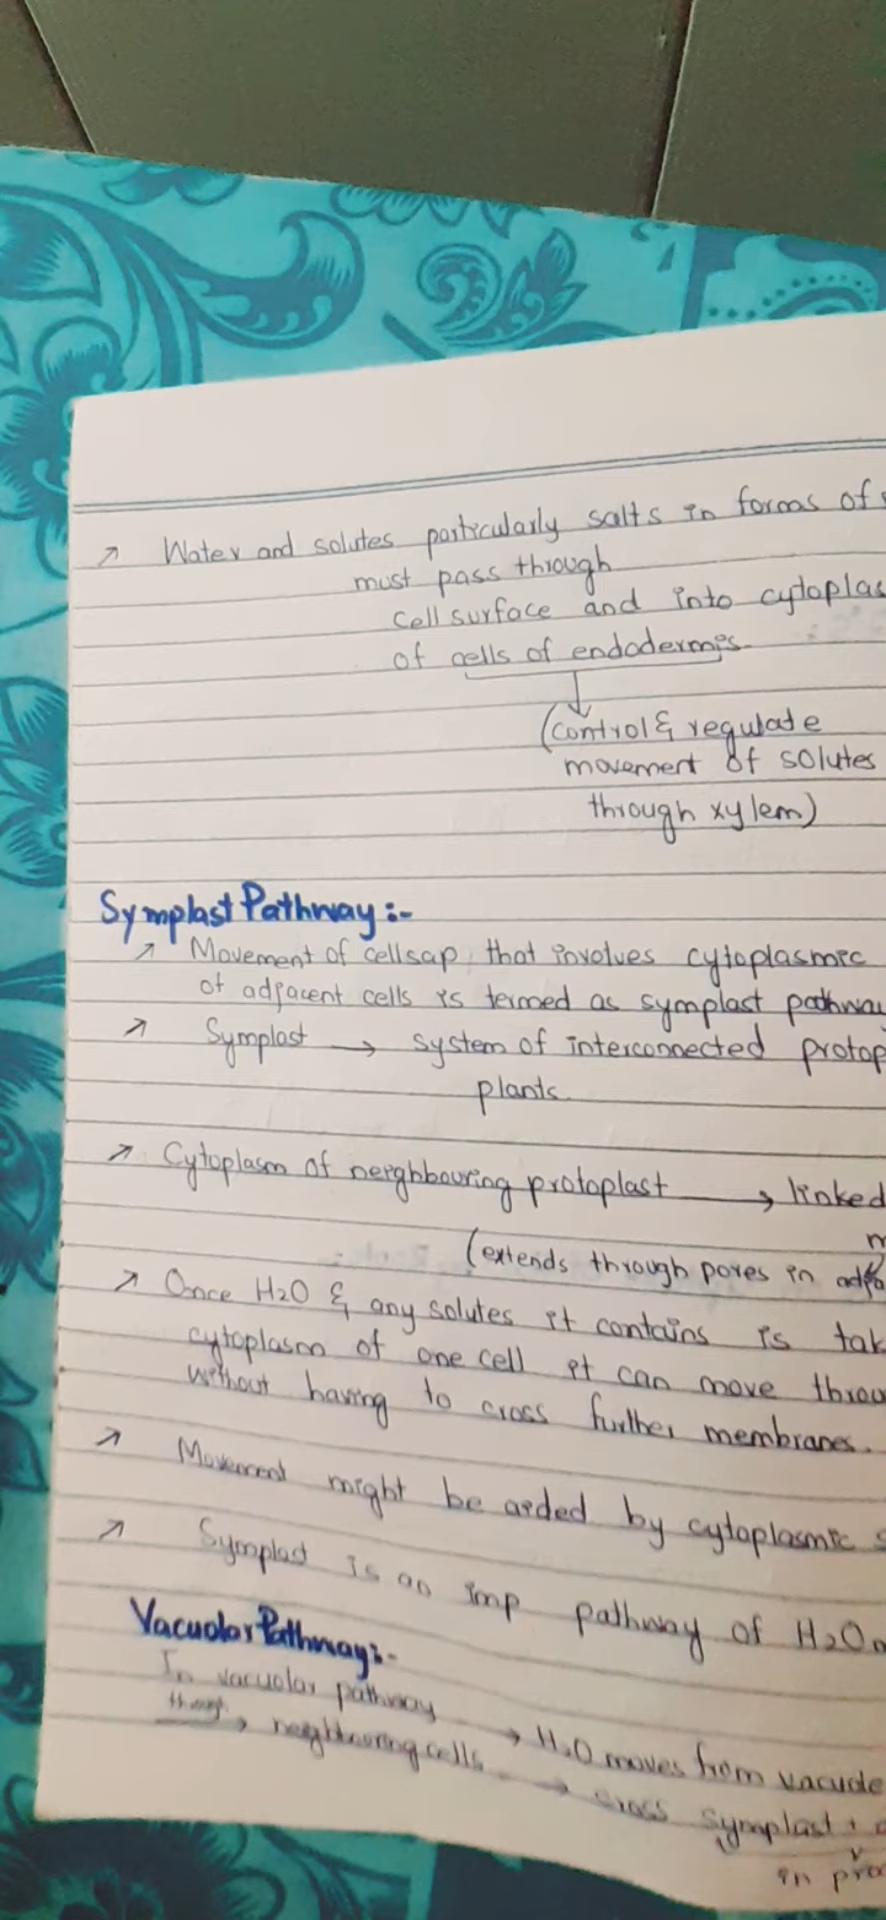 ↗ Water and solutes particularly salts in forms of
must pass through
cell surface and into cytoplas
of cells of endodermis
(control & regulate
movement of solutes
through xylem)
Symplast Pathway :-
↗ Movement of cell sap that involves cytoplasmic
of adjacent cells is termed as symplast pathway
↗ Symplast → system of interconnected protop
plants.
↗ Cytoplasm of neighbouring protoplast → linked
(extends through pores in
↗ Once H2O & any solutes it contains is tak
cytoplasm of one cell it can move throu
without having to cross further membranes.
↗ Movement might be aided by cytoplasmic s
↗ Symplast is an imp pathway of H2O
Vacuolar Pathway:-
In vacuolar pathway → H2O moves from vacuole
through → neighbouring cells → cross symplast +
in